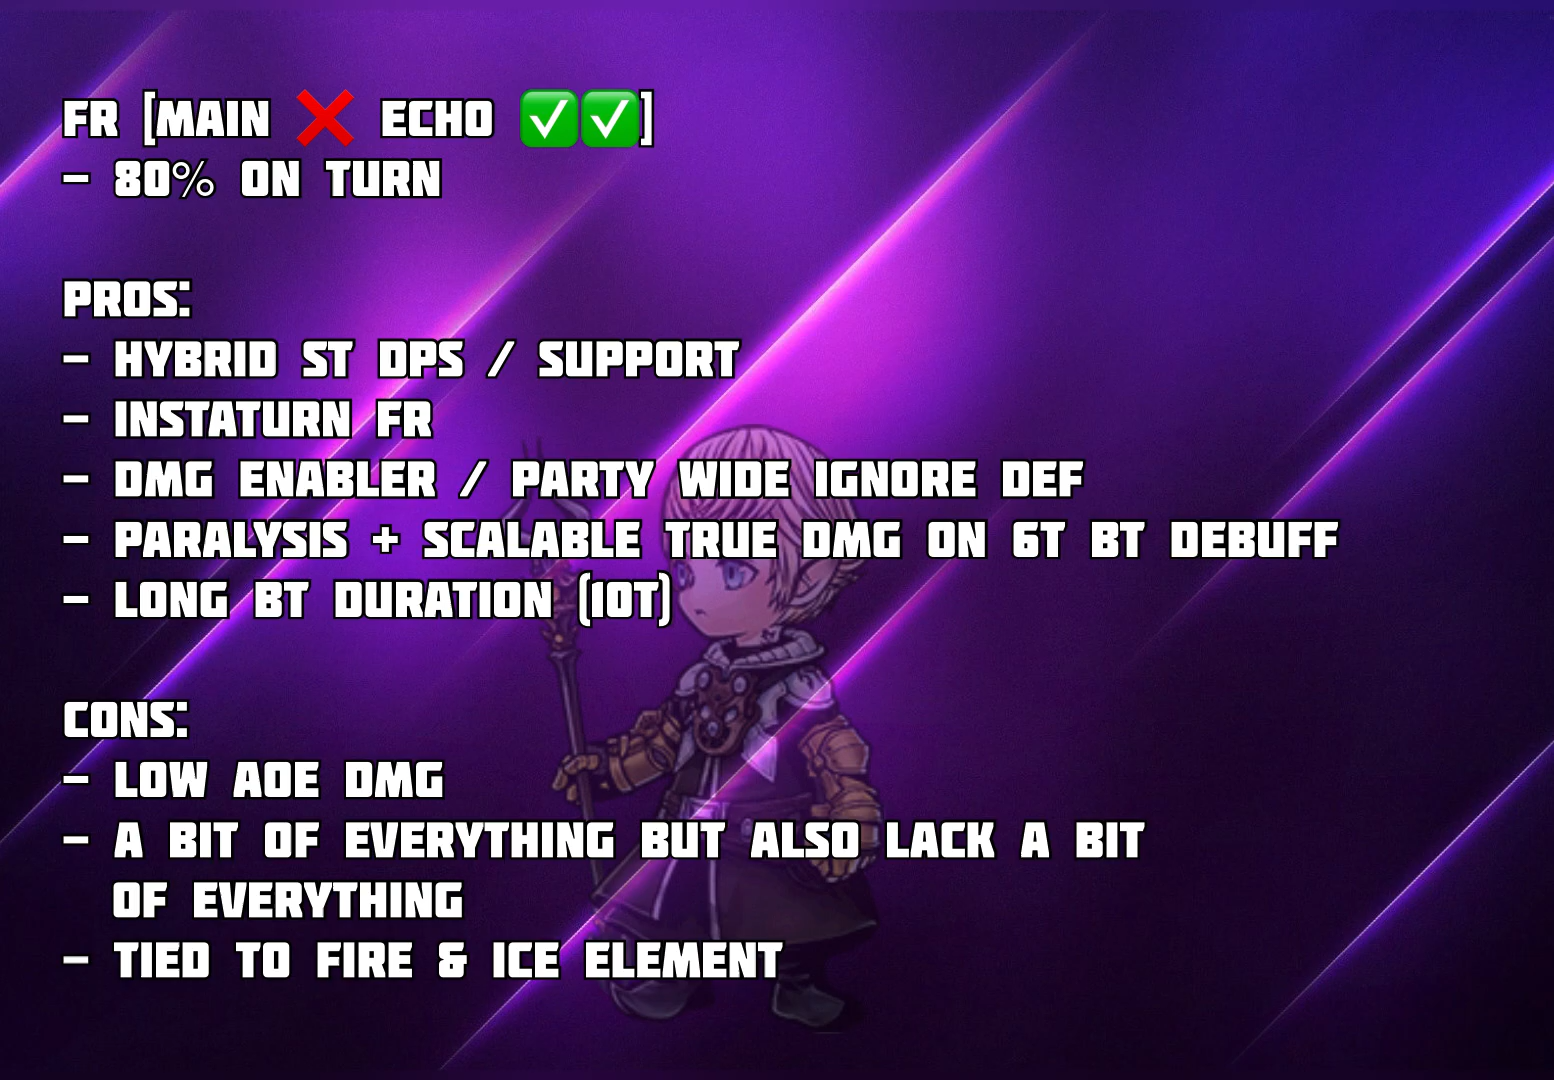 FR [MAIN ❌ ECHO ✅✅]
- 80% ON TURN
PROS:
- HYBRID ST DPS / SUPPORT
- INSTATURN FR
- DMG ENABLER / PARTY WIDE IGNORE DEF
- PARALYSIS + SCALABLE TRUE DMG ON 6T BT DEBUFF
- LONG BT DURATION (10T)
CONS:
- LOW AOE DMG
- A BIT OF EVERYTHING BUT ALSO LACK A BIT
OF EVERYTHING
- TIED TO FIRE & ICE ELEMENT